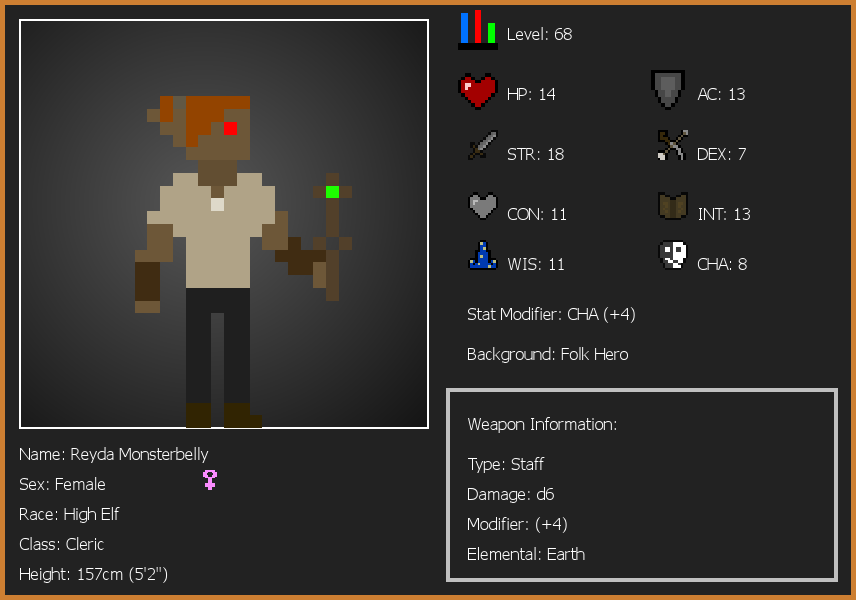 Level: 68
HP: 14
AC: 13
STR: 18
DEX: 7
CON: 11
INT: 13
WIS: 11
CHA: 8
Stat Modifier: CHA (+4)
Background: Folk Hero
Weapon Information:
Type: Staff
Damage: d6
Modifier: (+4)
Elemental: Earth
Name: Reyda Monsterbelly
Sex: Female
Race: High Elf
Class: Cleric
Height: 157cm (5'2")